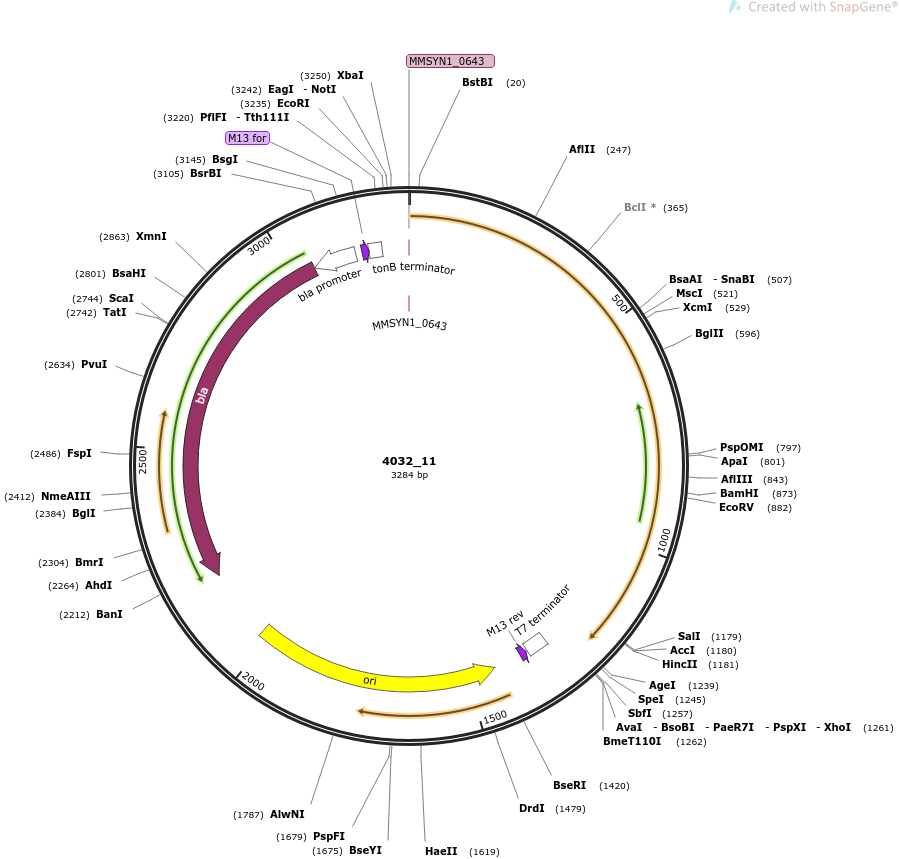 Created with SnapGene®
MMSYN1_0643
(3250) XbaI
BstBI (20)
(3242) EagI - NotI
(3235) EcoRI
(3220) PflFI - Tth111I
M13 for
(3145) BsgI
(3105) BsrBI
AflII (247)
BclI * (365)
(2863) XmnI
(2801) BsaHI
(2744) ScaI
(2742) TatI
(2634) PvuI
(2486) FspI
(2412) NmeAIII
(2384) BglI
(2304) BmrI
(2264) AhdI
(2212) BanI
BsaAI - SnaBI (507)
MscI (521)
XcmI (529)
BglII (596)
PspOMI (797)
ApaI (801)
AflIII (843)
BamHI (873)
EcoRV (882)
3000
bla promoter
tonB terminator
MMSYN1_0643
500
bla
2500
4032_11
3284 bp
1000
M13 rev
T7 terminator
ori
2000
1500
SalI (1179)
AccI (1180)
HincII (1181)
AgeI (1239)
SpeI (1245)
SbfI (1257)
AvaI - BsoBI - PaeR7I - PspXI - XhoI (1261)
BmeT110I (1262)
BseRI (1420)
DrdI (1479)
(1787) AlwNI
(1679) PspFI
(1675) BseYI
HaeII (1619)